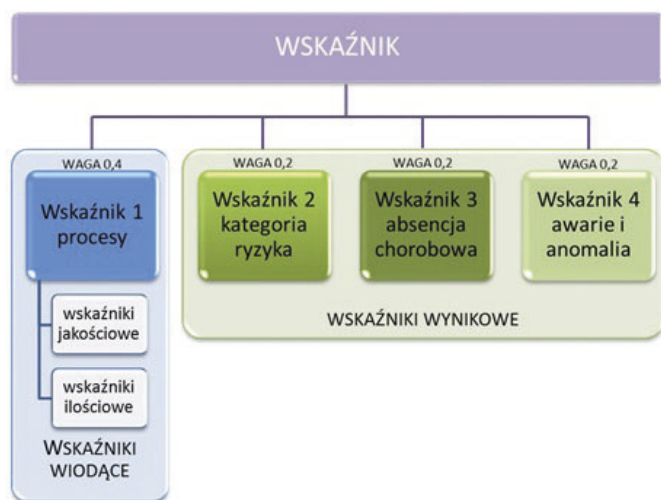 WSKAŹNIK
WAGA 0,4
WAGA 0,2
WAGA 0,2
WAGA 0,2
Wskaźnik 1
procesy
Wskaźnik 2
kategoria
ryzyka
Wskaźnik 3
absencja
chorobowa
Wskaźnik 4
awarie i
anomalia
wskaźniki
jakościowe
wskaźniki
ilościowe
WSKAŹNIKI
WIODĄCE
WSKAŹNIKI WYNIKOWE